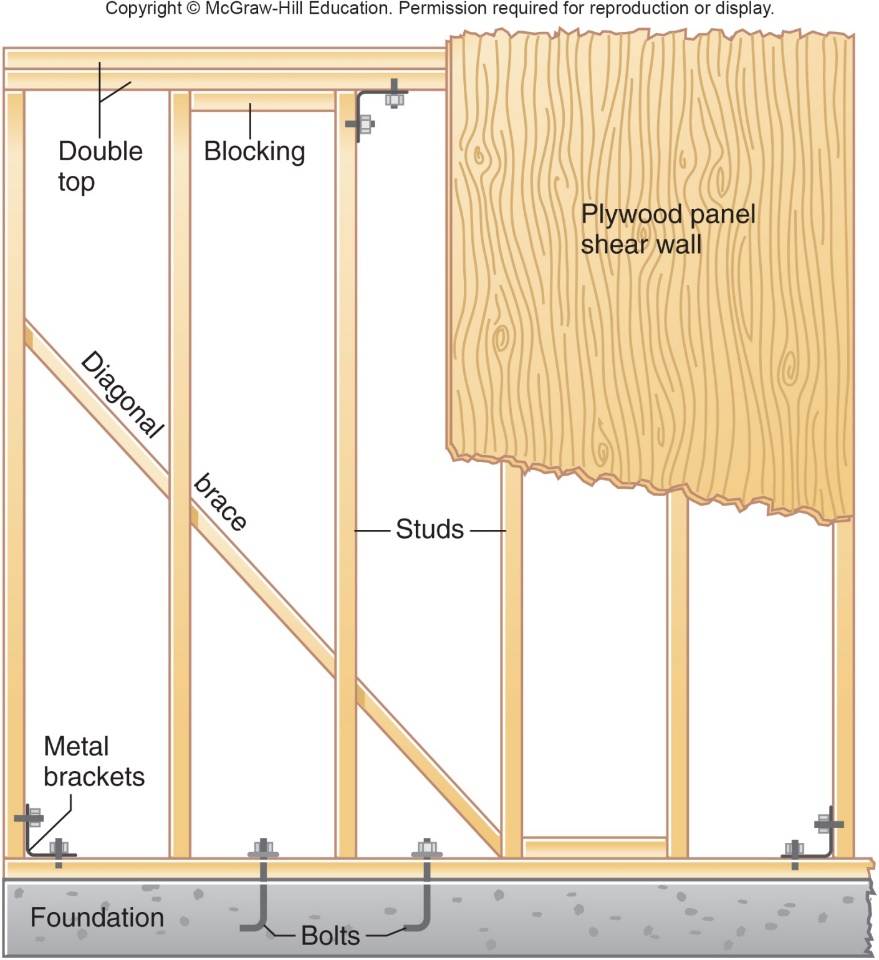 Copyright © McGraw-Hill Education. Permission required for reproduction or display.
Double
top
Blocking
Plywood panel
shear wall
Diagonal
brace
Studs
Metal
brackets
Foundation
Bolts